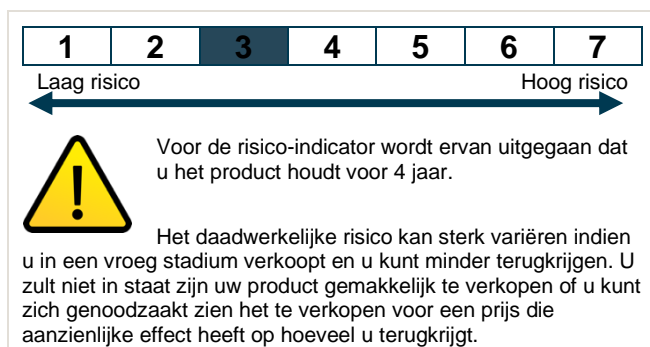 1 2 3 4 5 6 7
Laag risico Hoog risico
Voor de risico-indicator wordt ervan uitgegaan dat
u het product houdt voor 4 jaar.
Het daadwerkelijke risico kan sterk variëren indien
u in een vroeg stadium verkoopt en u kunt minder terugkrijgen. U
zult niet in staat zijn uw product gemakkelijk te verkopen of u kunt
zich genoodzaakt zien het te verkopen voor een prijs die
aanzienlijke effect heeft op hoeveel u terugkrijgt.